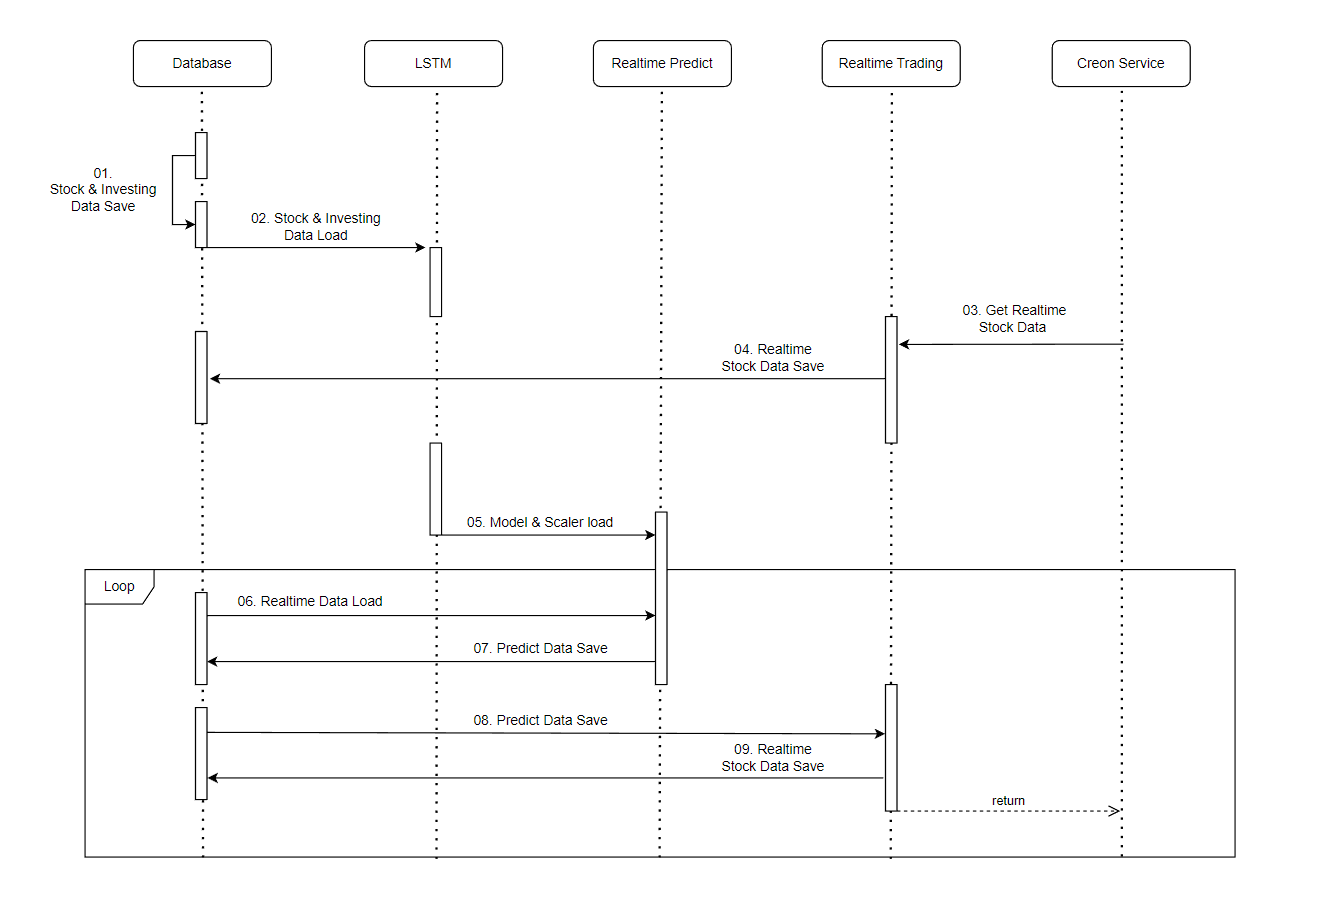 Database
LSTM
Realtime Predict
Realtime Trading
Creon Service
01.
Stock & Investing
Data Save
02. Stock & Investing
Data Load
03. Get Realtime
Stock Data
04. Realtime
Stock Data Save
05. Model & Scaler load
Loop
06. Realtime Data Load
07. Predict Data Save
08. Predict Data Save
09. Realtime
Stock Data Save
return